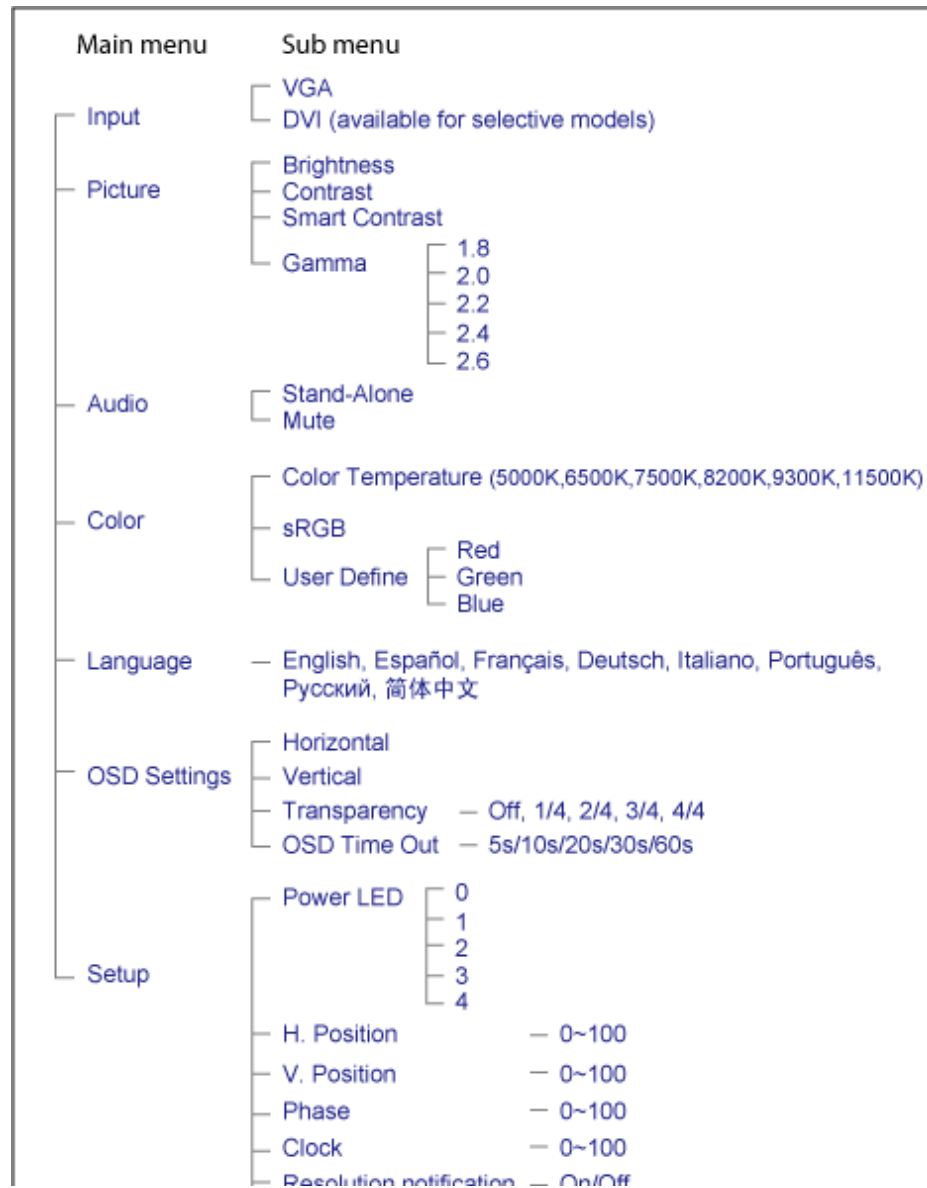 Main menu Sub menu
Input
VGA
DVI (available for selective models)
Picture
Brightness
Contrast
Smart Contrast
Gamma
1.8
2.0
2.2
2.4
2.6
Audio
Stand-Alone
Mute
Color
Color Temperature (5000K,6500K,7500K,8200K,9300K,11500K)
sRGB
User Define
Red
Green
Blue
Language
English, Español, Français, Deutsch, Italiano, Português,
Русский, 简体中文
OSD Settings
Horizontal
Vertical
Transparency — Off, 1/4, 2/4, 3/4, 4/4
OSD Time Out — 5s/10s/20s/30s/60s
Setup
Power LED
0
1
2
3
4
H. Position — 0~100
V. Position — 0~100
Phase — 0~100
Clock — 0~100
Resolution notification — On/Off